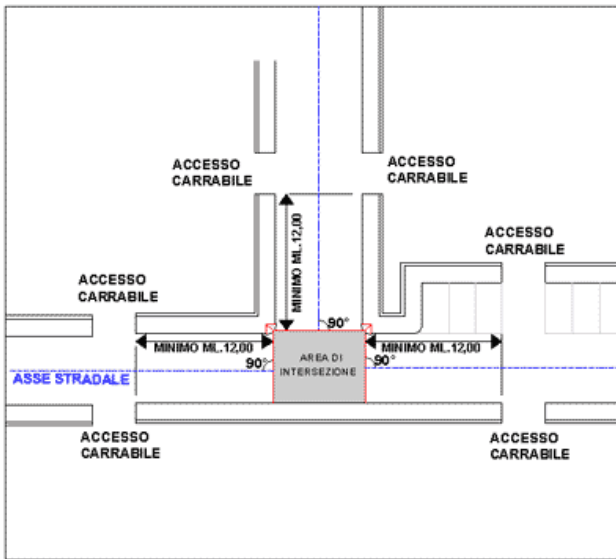 ACCESSO
CARRABILE
ACCESSO
CARRABILE
MINIMO ML.12,00
ACCESSO
CARRABILE
ACCESSO
CARRABILE
90°
MINIMO ML.12,00
MINIMO ML.12,00
90°
90°
AREA DI
INTERSEZIONE
ASSE STRADALE
ACCESSO
CARRABILE
ACCESSO
CARRABILE